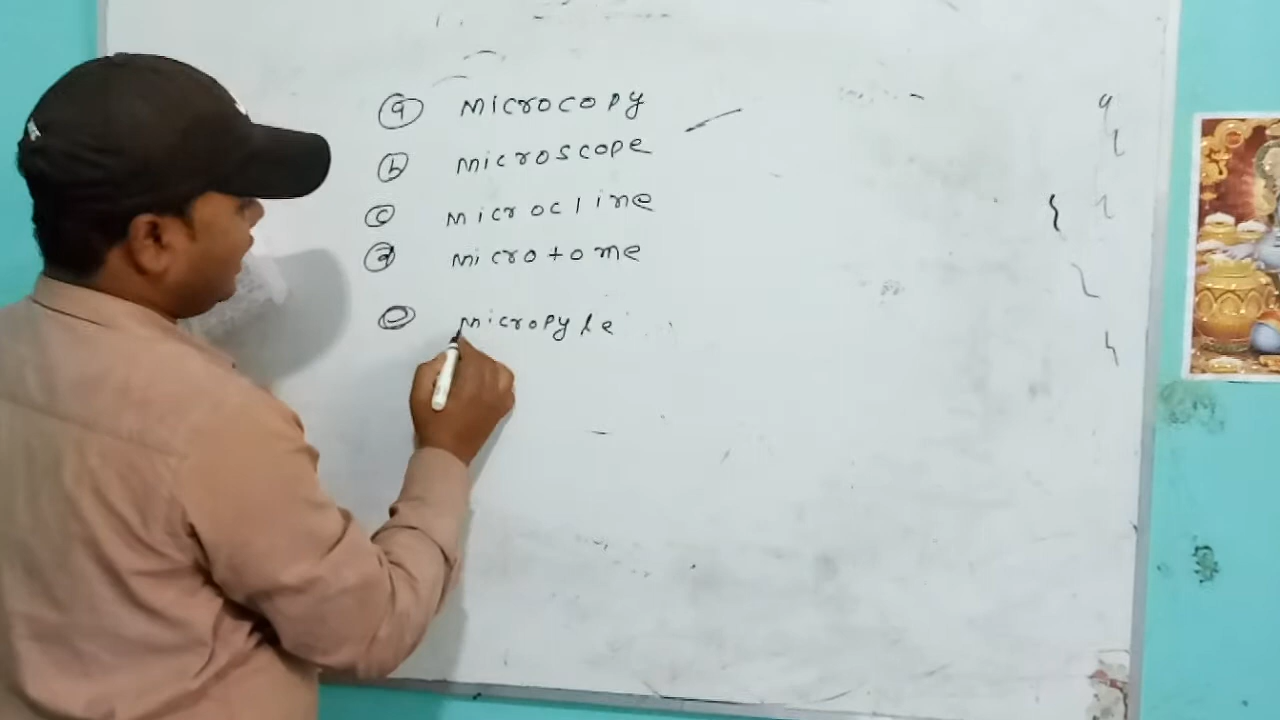 (a) microcopy
(b) microscope
(c) microcline
(d) microtome
(e) micropyle